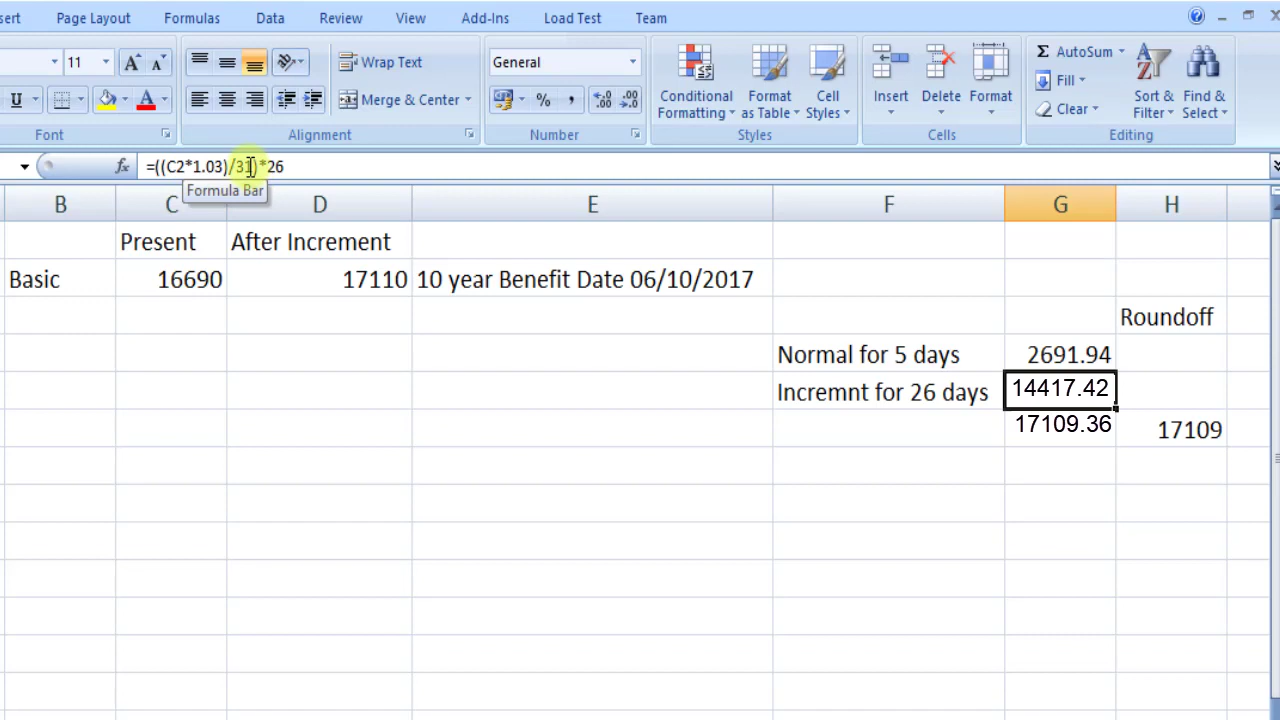 sert Page Layout Formulas Data Review View Add-Ins Load Test Team
11 A A Wrap Text General AutoSum
Conditional Formatting Format as Table Cell Styles Insert Delete Format Fill Sort & Filter Find & Select
U A Merge & Center % , .0 .00 .00 .0 Clear
Font Alignment Number Styles Cells Editing
fx =((C2*1.03)/31)*26
Formula Bar
B C D E F G H
Present After Increment
Basic 16690 17110 10 year Benefit Date 06/10/2017
Roundoff
Normal for 5 days 2691.94
Incremnt for 26 days 14417.42
17109.36 17109